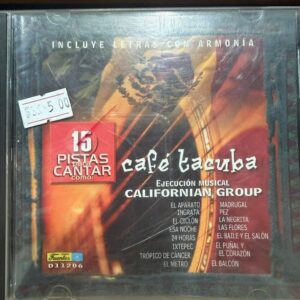 INCLUYE LETRAS CON ARMONÍA
15
PISTAS
PARA
CANTAR
COMO
café tacuba
EJECUCIÓN MUSICAL
CALIFORNIAN GROUP
EL APARATO
INGRATA
EL CICLÓN
ESA NOCHE
24 HORAS
IXTEPEC
TRÓPICO DE CÁNCER
EL METRO
MADRUGAL
PEZ
LA NEGRITA
LAS FLORES
EL BAILE Y EL SALÓN
EL PUÑAL Y
EL CORAZÓN
EL BALCÓN
Fuentes
D11206